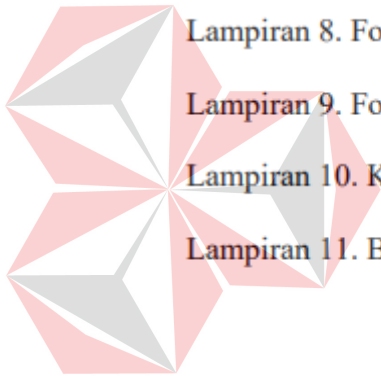 Lampiran 8. Fo
Lampiran 9. Fo
Lampiran 10. K
Lampiran 11. B